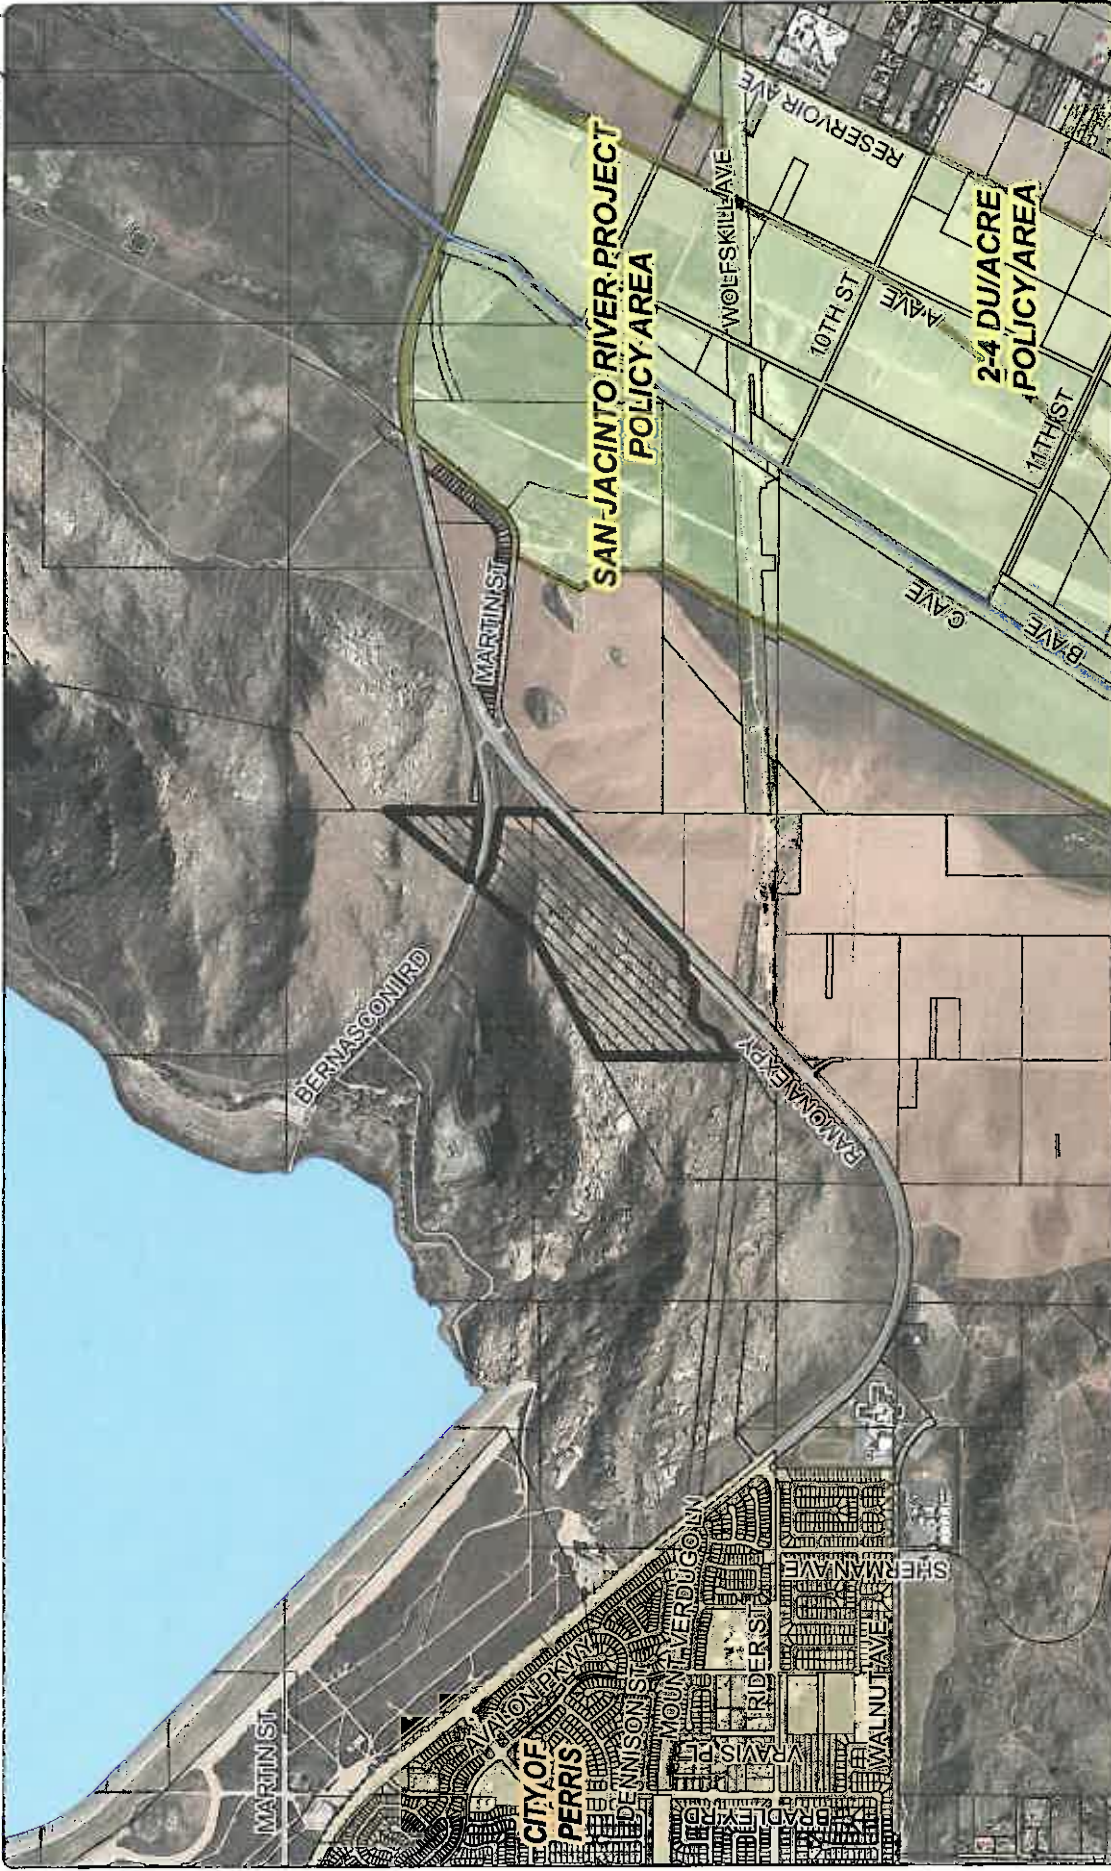 MARTIN ST
CITY OF
PERRIS
AVALON PKWY
DENNISON ST
MOUNT VERDUGO LN
RIDER ST
VRAVIS PL
BRADLEY RD
WALNUT AVE
SHERMAN AVE
BERNASCONI RD
RAMONA EXPY
MARTIN ST
SAN JACINTO RIVER PROJECT
POLICY AREA
WOLFSKILL AVE
RESERVOIR AVE
10TH ST
A AVE
2-4 DU/ACRE
POLICY AREA
11TH ST
C AVE
B AVE